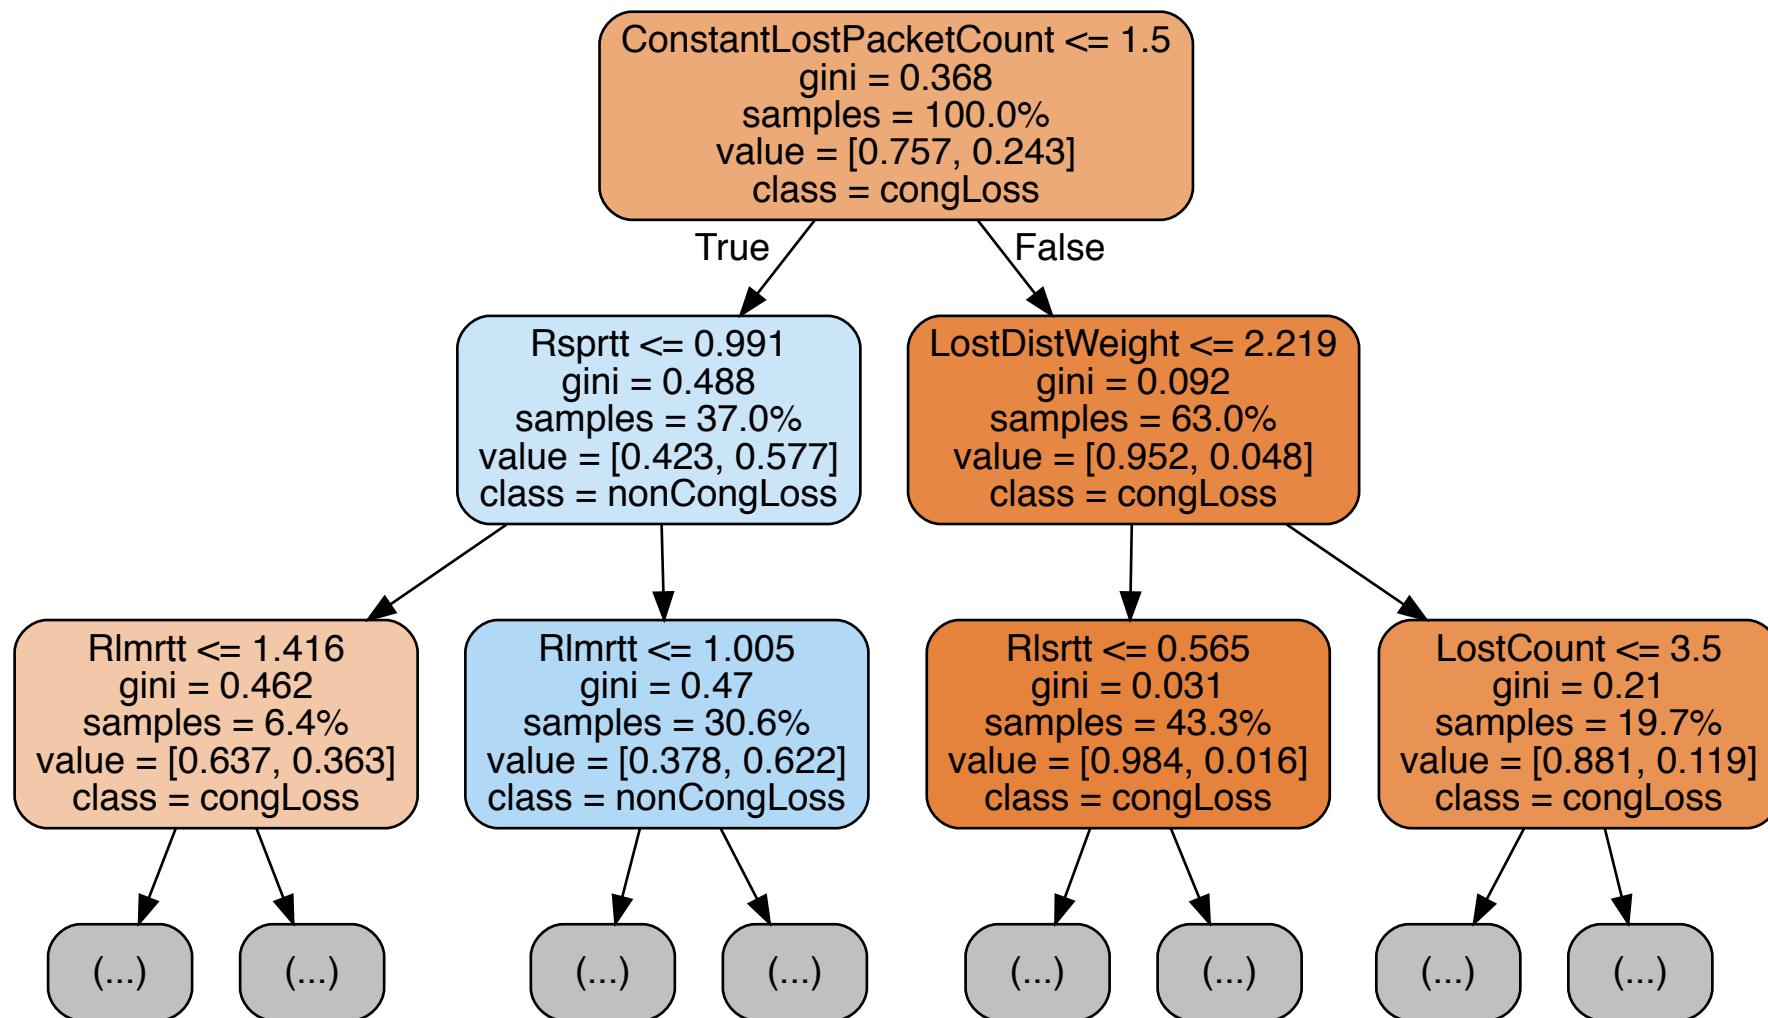 ConstantLostPacketCount <= 1.5
gini = 0.368
samples = 100.0%
value = [0.757, 0.243]
class = congLoss
True
False
Rsprtt <= 0.991
gini = 0.488
samples = 37.0%
value = [0.423, 0.577]
class = nonCongLoss
LostDistWeight <= 2.219
gini = 0.092
samples = 63.0%
value = [0.952, 0.048]
class = congLoss
Rlmrtt <= 1.416
gini = 0.462
samples = 6.4%
value = [0.637, 0.363]
class = congLoss
Rlmrtt <= 1.005
gini = 0.47
samples = 30.6%
value = [0.378, 0.622]
class = nonCongLoss
Rlsrtt <= 0.565
gini = 0.031
samples = 43.3%
value = [0.984, 0.016]
class = congLoss
LostCount <= 3.5
gini = 0.21
samples = 19.7%
value = [0.881, 0.119]
class = congLoss
(...)
(...)
(...)
(...)
(...)
(...)
(...)
(...)